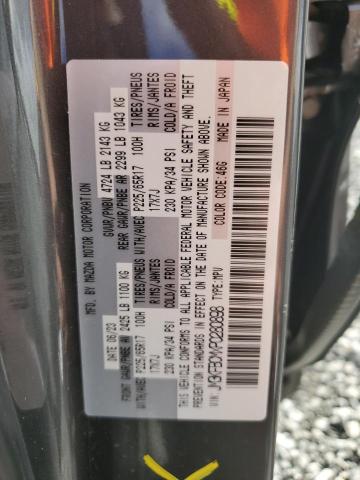 MFD. BY MAZDA MOTOR CORPORATION
DATE 06/23 GVWR/PNBV 4724 LB 2143 KG
FRONT GAWR/PNBE AV 2425 LB 1100 KG REAR GAWR/PNBE AR 2299 LB 1043 KG
WITH/AVEC P225/65R17 100H TIRES/PNEUS WITH/AVEC P225/65R17 100H TIRES/PNEUS
17X7J RIMS/JANTES 17X7J RIMS/JANTES
230 KPA/34 PSI COLD/A FROID 230 KPA/34 PSI COLD/A FROID
THIS VEHICLE CONFORMS TO ALL APPLICABLE FEDERAL MOTOR VEHICLE SAFETY AND THEFT
PREVENTION STANDARDS IN EFFECT ON THE DATE OF MANUFACTURE SHOWN ABOVE.
TYPE:MPV COLOR CODE:46G MADE IN JAPAN
VIN: